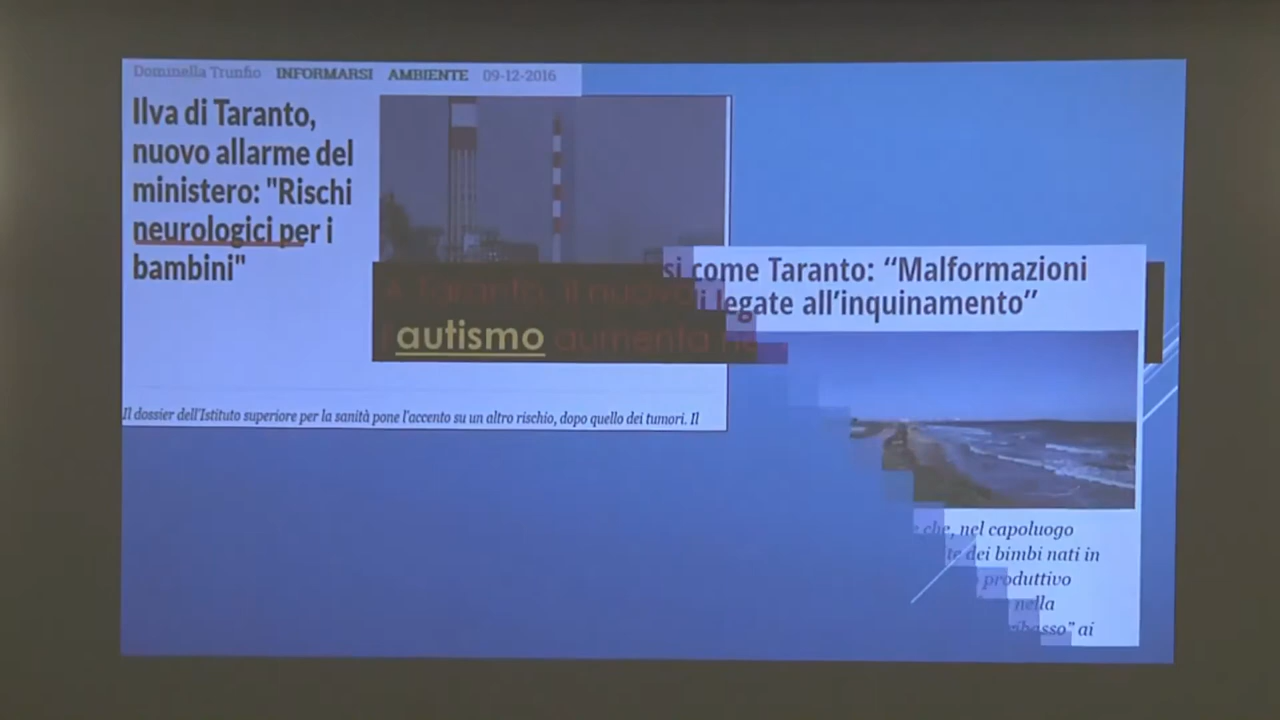 Dominella Trunfio INFORMARSI AMBIENTE 09-12-2016
Ilva di Taranto,
nuovo allarme del
ministero: "Rischi
neurologici per i
bambini"
A Taranto, il nuovo
autismo aumenta ne
Il dossier dell'Istituto superiore per la sanità pone l'accento su un altro rischio, dopo quello dei tumori. Il
si come Taranto: “Malformazioni
i legate all’inquinamento”
che, nel capoluogo
te dei bimbi nati in
produttivo
nella
ribasso” ai